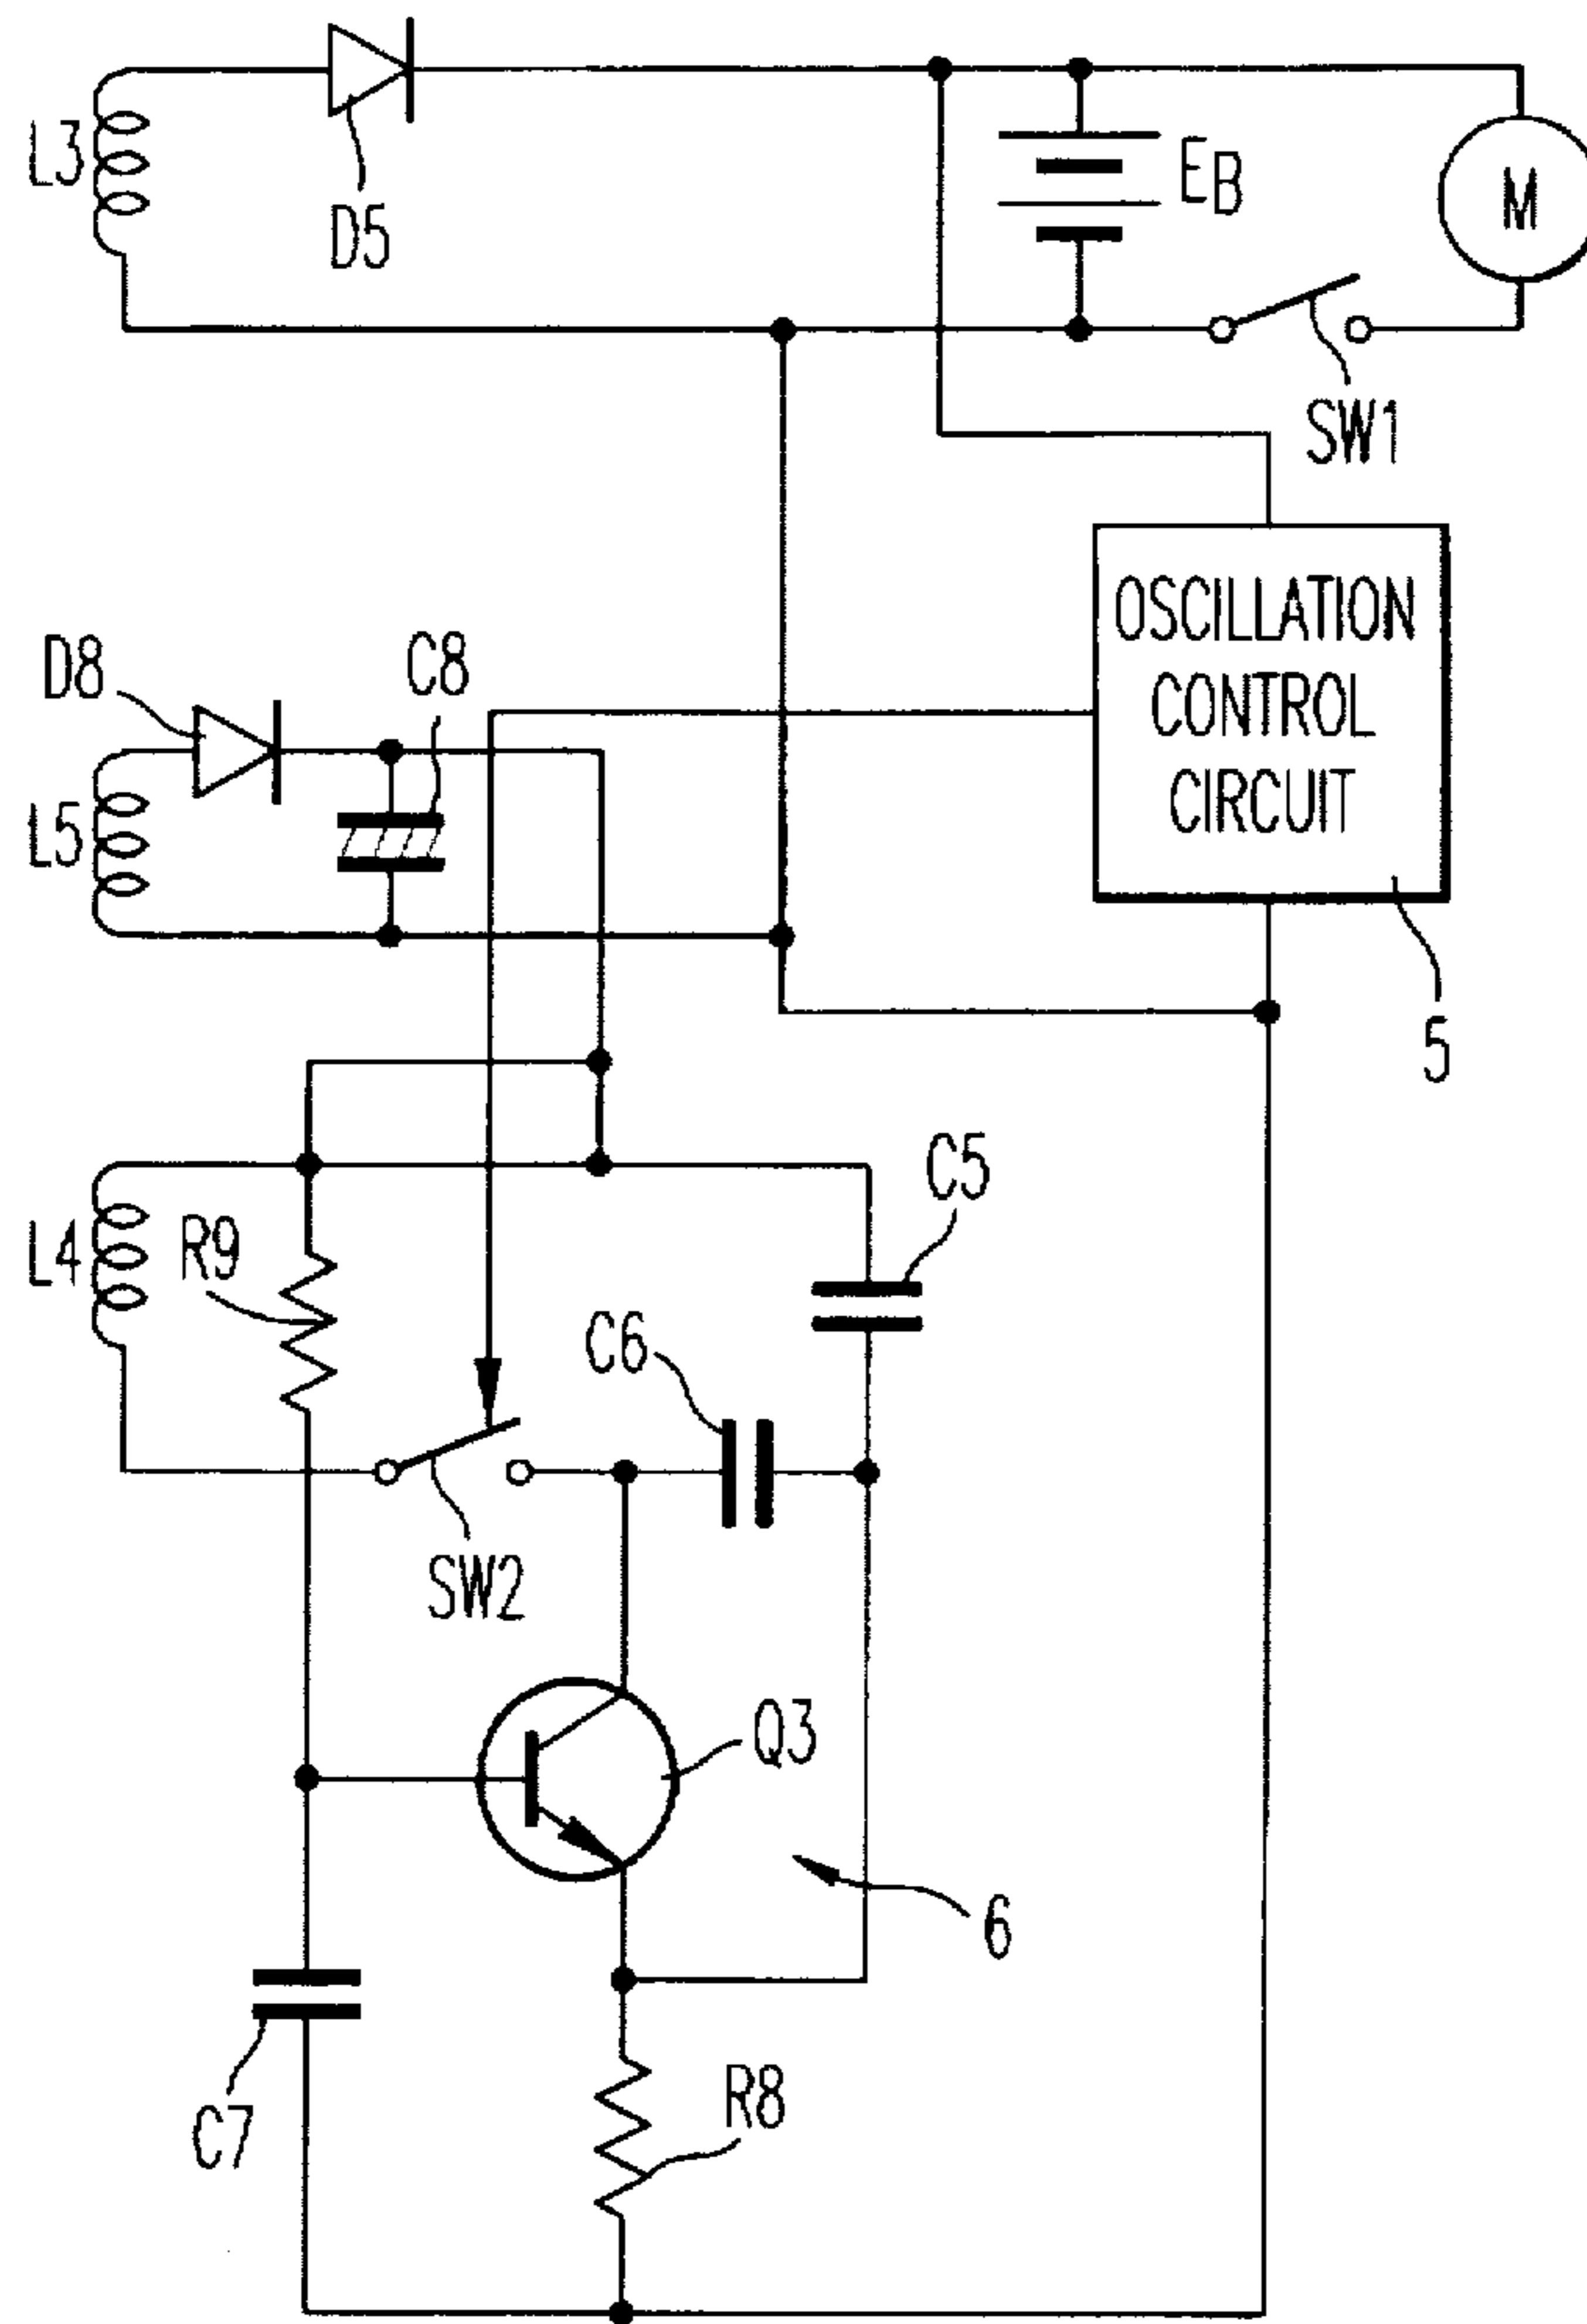 L3
D5
EB
M
SW1
OSCILLATION
CONTROL
CIRCUIT
5
D8
C8
L5
C5
L4
R9
C6
SW2
Q3
6
C7
R8